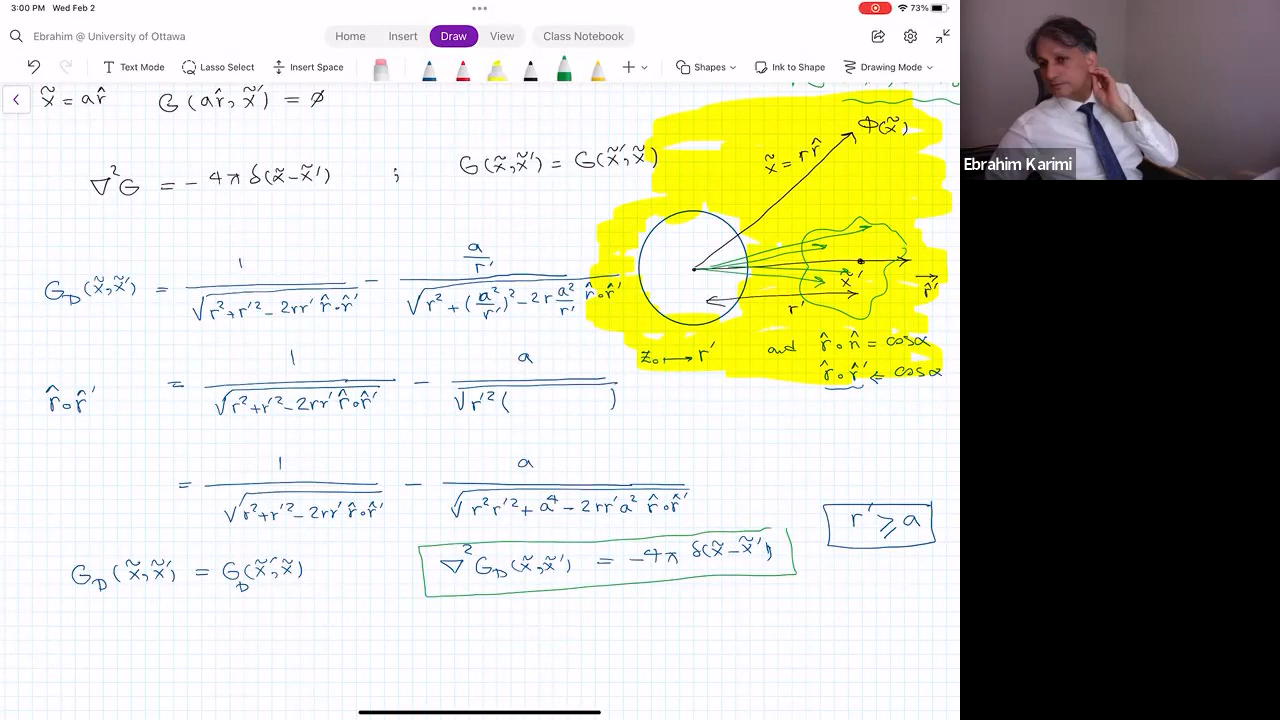 3:00 PM Wed Feb 2
73%
Ebrahim @ University of Ottawa
Home Insert Draw View Class Notebook
Text Mode Lasso Select Insert Space Shapes Ink to Shape Drawing Mode
x̃ = a r̂ G(a r̂, x̃′) = ∅
Φ(x̃)
x̃ = r r̂
∇²G = -4π δ(x̃-x̃′) ; G(x̃,x̃′) = G(x̃′,x̃)
G_D(x̃,x̃′) = 1/√(r²+r′²-2rr′ r̂∘r̂′) - (a/r′)/√(r²+(a²/r′)²-2r a²/r′ r̂∘r̂′)
x̃′
r̂′
r′
z₀ ↦ r′ and r̂∘n̂ = cosα
r̂∘r̂′ ⇐ cosα
r̂∘r̂′ = 1/√(r²+r′²-2rr′ r̂∘r̂′) - a/√(r′²( ))
= 1/√(r²+r′²-2rr′ r̂∘r̂′) - a/√(r²r′²+a⁴-2rr′a² r̂∘r̂′)
r′ ⩾ a
G_D(x̃,x̃′) = G_D(x̃′,x̃) ∇²G_D(x̃,x̃′) = -4π δ(x̃-x̃′)
Ebrahim Karimi